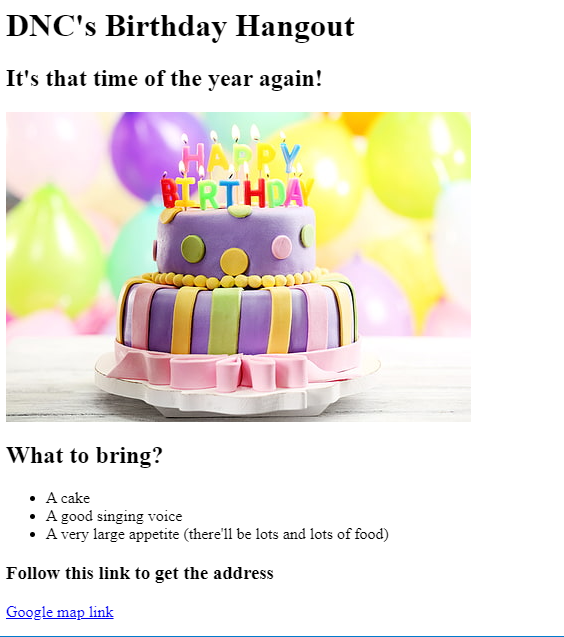 DNC's Birthday Hangout
It's that time of the year again!
HAPPY
BIRTHDAY
What to bring?
A cake
A good singing voice
A very large appetite (there'll be lots and lots of food)
Follow this link to get the address
Google map link